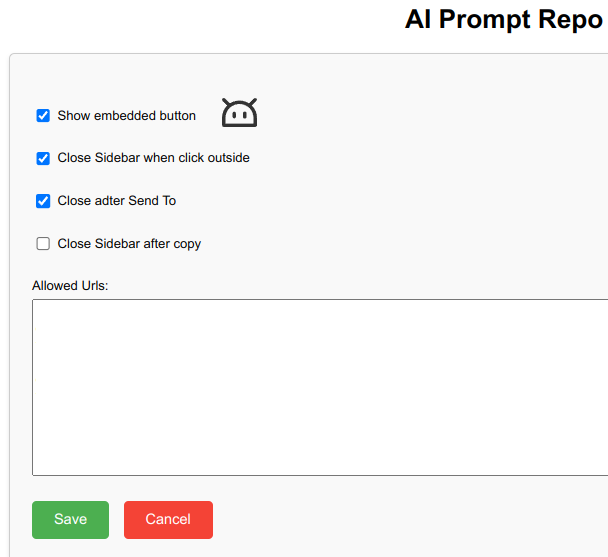 AI Prompt Repo
Show embedded button
Close Sidebar when click outside
Close adter Send To
Close Sidebar after copy
Allowed Urls:
Save
Cancel